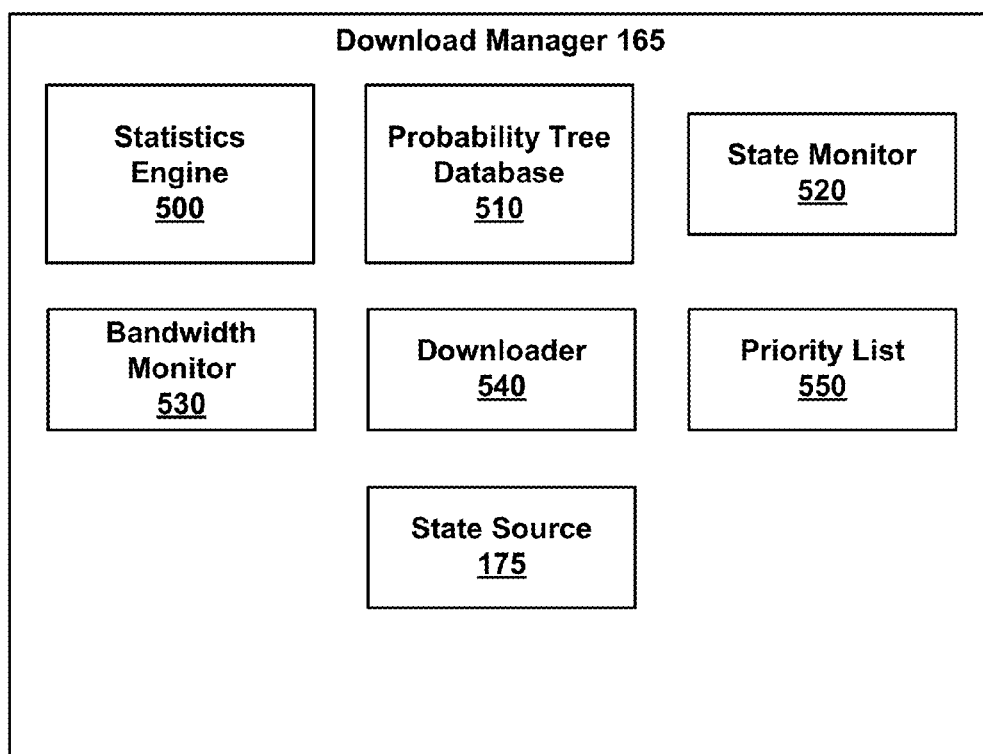 Download Manager 165
Statistics
Engine
500
Probability Tree
Database
510
State Monitor
520
Bandwidth
Monitor
530
Downloader
540
Priority List
550
State Source
175